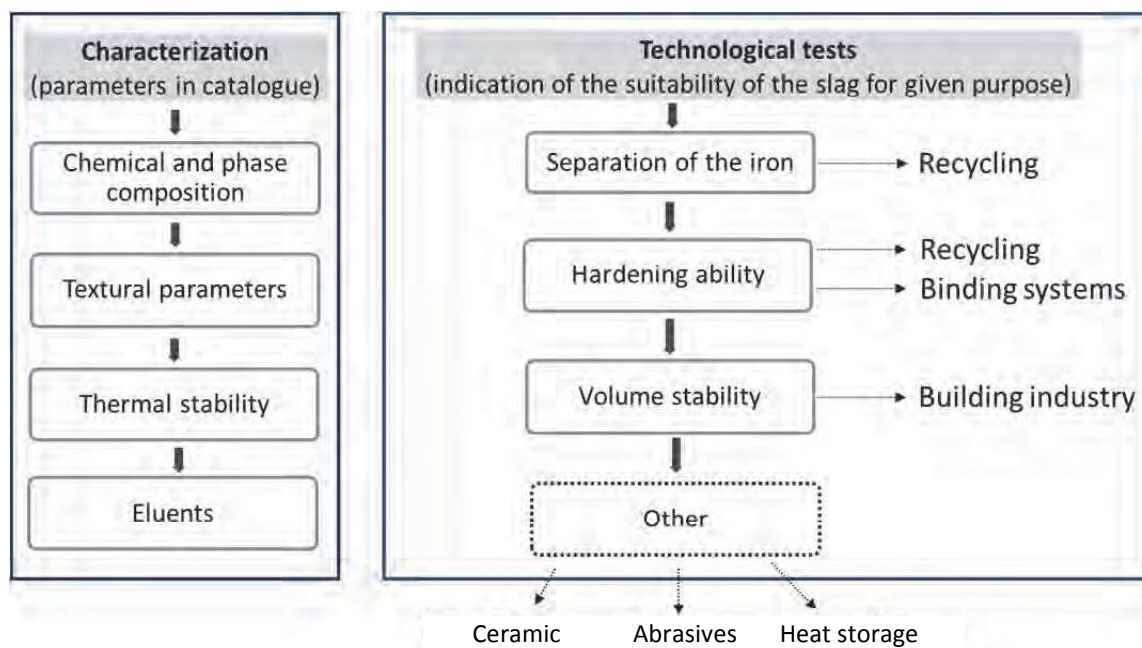 Characterization
(parameters in catalogue)
Chemical and phase
composition
Textural parameters
Thermal stability
Eluents
Technological tests
(indication of the suitability of the slag for given purpose)
Separation of the iron
Recycling
Hardening ability
Recycling
Binding systems
Volume stability
Building industry
Other
Ceramic
Abrasives
Heat storage